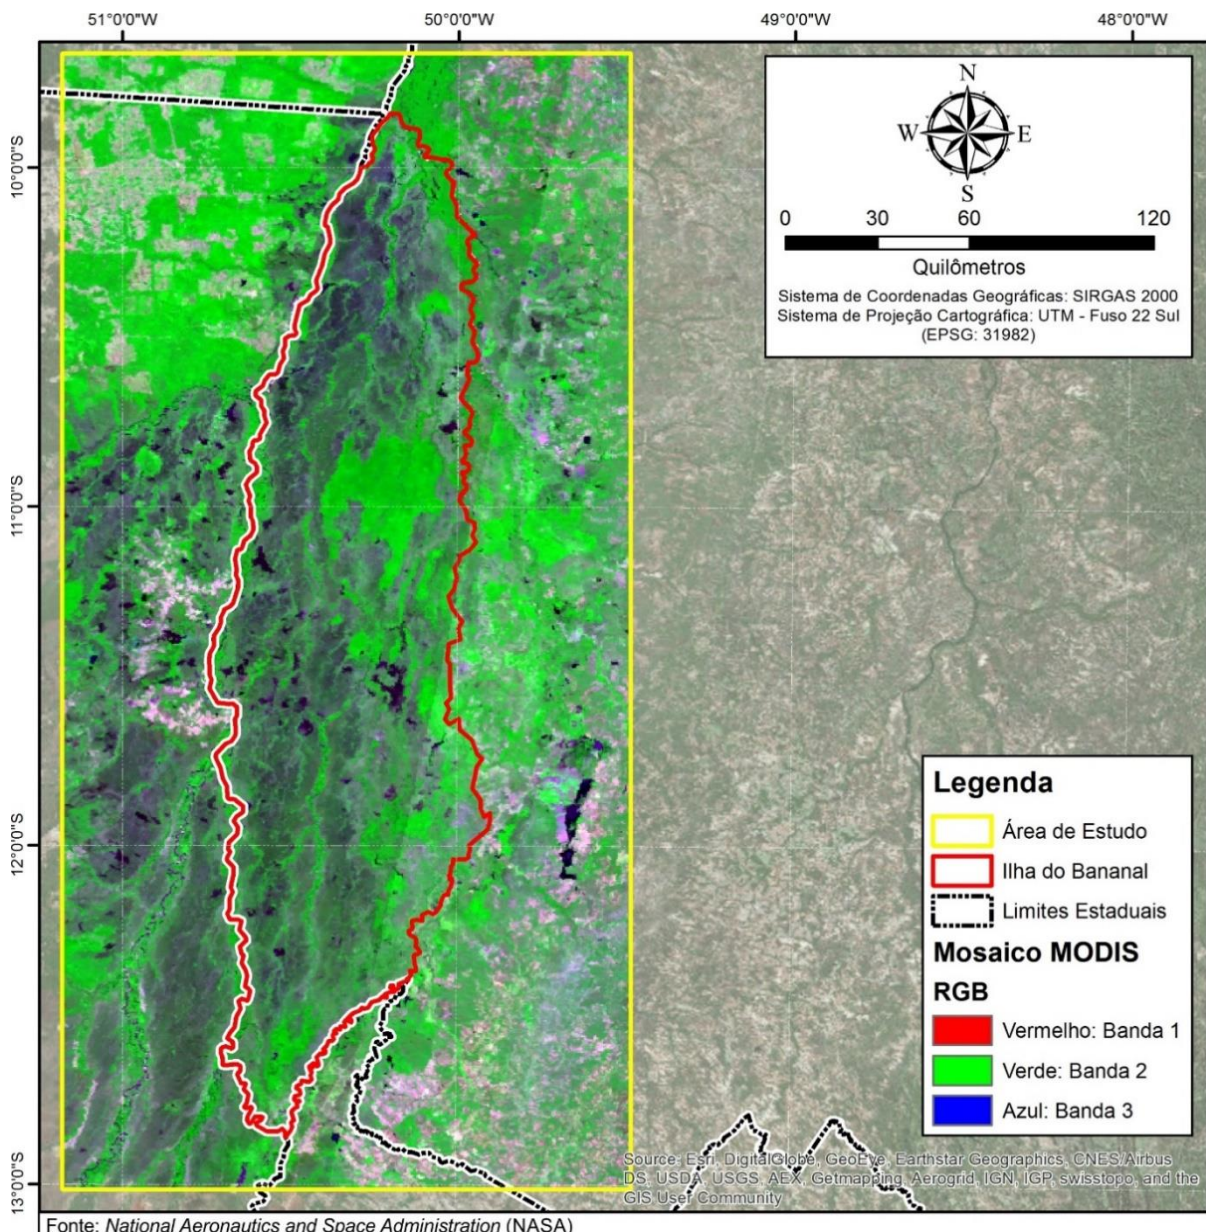 51°0'0"W 50°0'0"W 49°0'0"W 48°0'0"W
10°0'0"S
11°0'0"S
12°0'0"S
13°0'0"S
N
W E
S
0 30 60 120
Quilômetros
Sistema de Coordenadas Geográficas: SIRGAS 2000
Sistema de Projeção Cartográfica: UTM - Fuso 22 Sul
(EPSG: 31982)
Legenda
Área de Estudo
Ilha do Bananal
Limites Estaduais
Mosaico MODIS
RGB
Vermelho: Banda 1
Verde: Banda 2
Azul: Banda 3
Source: Esri, DigitalGlobe, GeoEye, Earthstar Geographics, CNES/Airbus
DS, USDA, USGS, AEX, Getmapping, Aerogrid, IGN, IGP, swisstopo, and the
GIS User Community
Fonte: National Aeronautics and Space Administration (NASA)